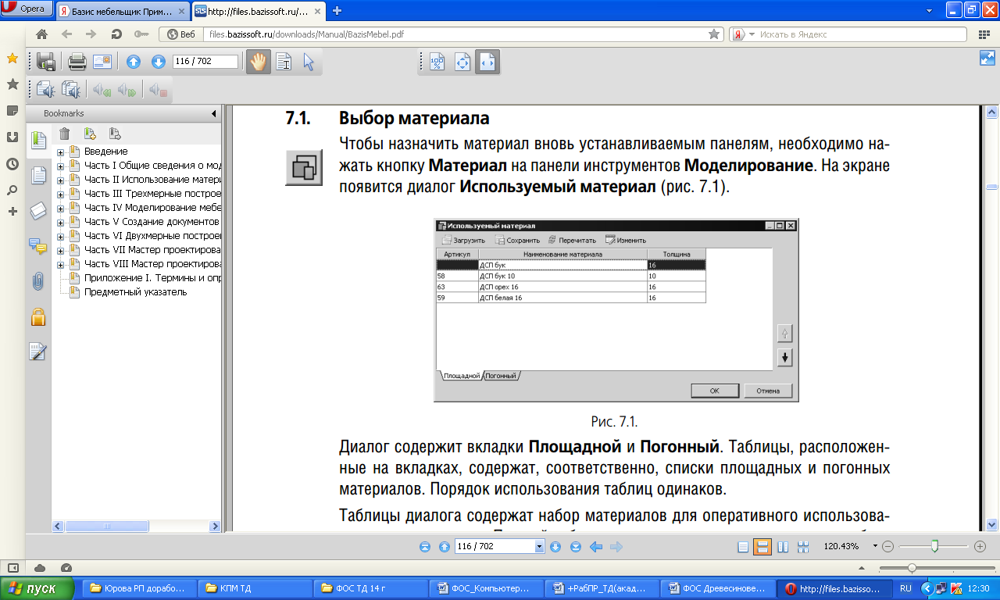 Opera
Базис мебельщик Прим...
http://files.bazissoft.ru/...
Веб
files.bazissoft.ru/downloads/Manual/BazisMebel.pdf
Я
Искать в Яндекс
116 / 702
100 %
Bookmarks
Введение
Часть I Общие сведения о мод
Часть II Использование матери
Часть III Трехмерные построе
Часть IV Моделирование мебе
Часть V Создание документов
Часть VI Двухмерные построен
Часть VII Мастер проектирова
Часть VIII Мастер проектирова
Приложение I. Термины и опр
Предметный указатель
7.1. Выбор материала
Чтобы назначить материал вновь устанавливаемым панелям, необходимо на-
жать кнопку Материал на панели инструментов Моделирование. На экране
появится диалог Используемый материал (рис. 7.1).
Используемый материал
Загрузить Сохранить Перечитать Изменить
Артикул Наименование материала Толщина
ДСП бук 16
58 ДСП бук 10 10
63 ДСП орех 16 16
59 ДСП белая 16 16
Площадной Погонный
OK Отмена
Рис. 7.1.
Диалог содержит вкладки Площадной и Погонный. Таблицы, расположен-
ные на вкладках, содержат, соответственно, списки площадных и погонных
материалов. Порядок использования таблиц одинаков.
Таблицы диалога содержат набор материалов для оперативного использова-
116 / 702
120.43%
пуск
Юрова РП дорабо...
КПМ ТД
ФОС ТД 14 г
ФОС_Компьютер...
+РабПР_ТД(акад...
ФОС Древесинове...
http://files.bazisso...
RU
12:30